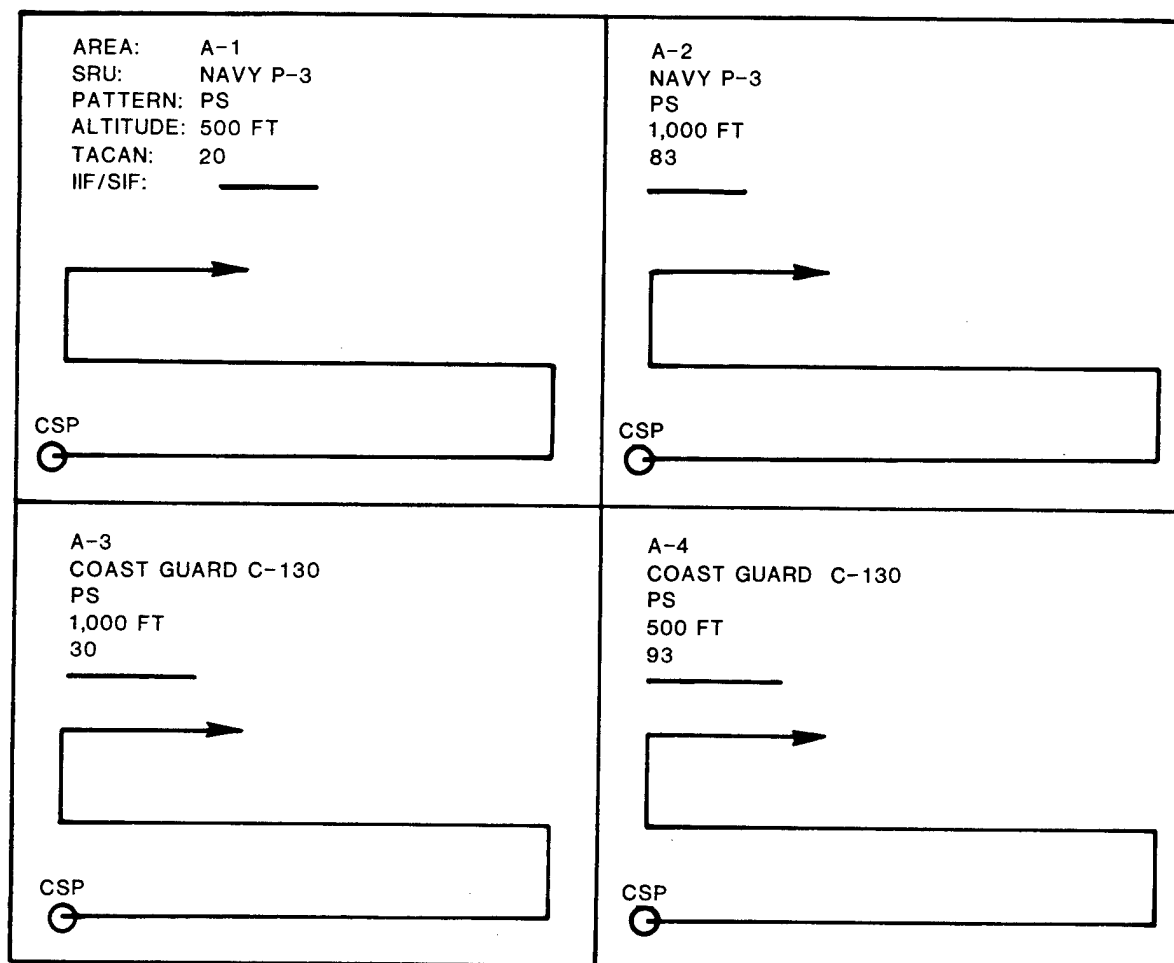 AREA: A-1
SRU: NAVY P-3
PATTERN: PS
ALTITUDE: 500 FT
TACAN: 20
IIF/SIF:
CSP
A-2
NAVY P-3
PS
1,000 FT
83
CSP
A-3
COAST GUARD C-130
PS
1,000 FT
30
CSP
A-4
COAST GUARD C-130
PS
500 FT
93
CSP